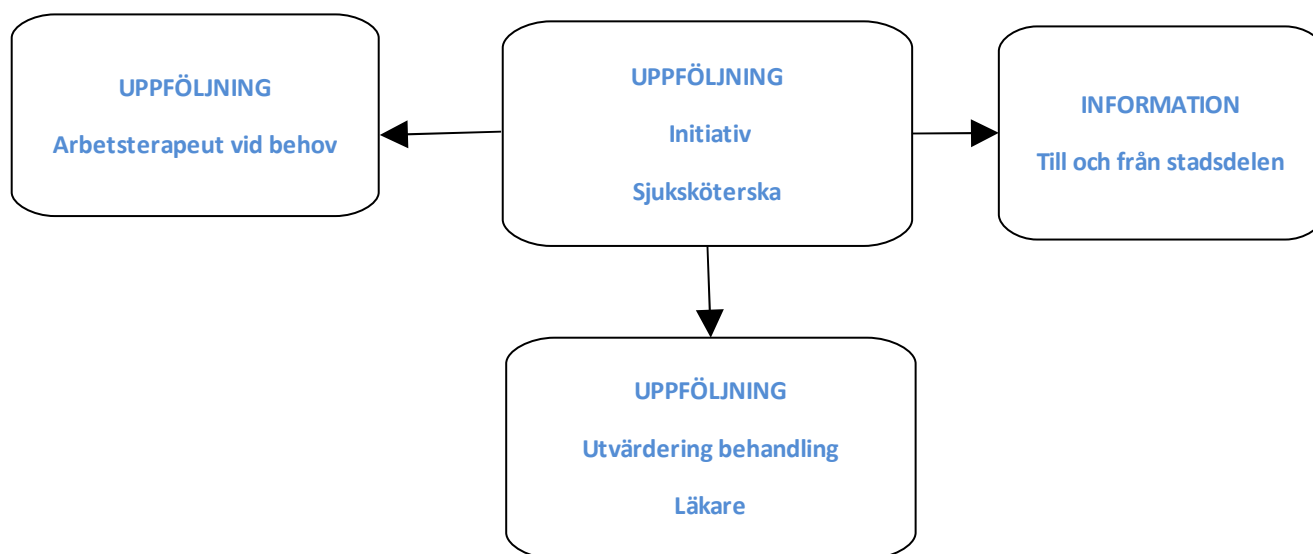 UPPFÖLJNING
Arbetsterapeut vid behov
UPPFÖLJNING
Initiativ
Sjuksköterska
INFORMATION
Till och från stadsdelen
UPPFÖLJNING
Utvärdering behandling
Läkare